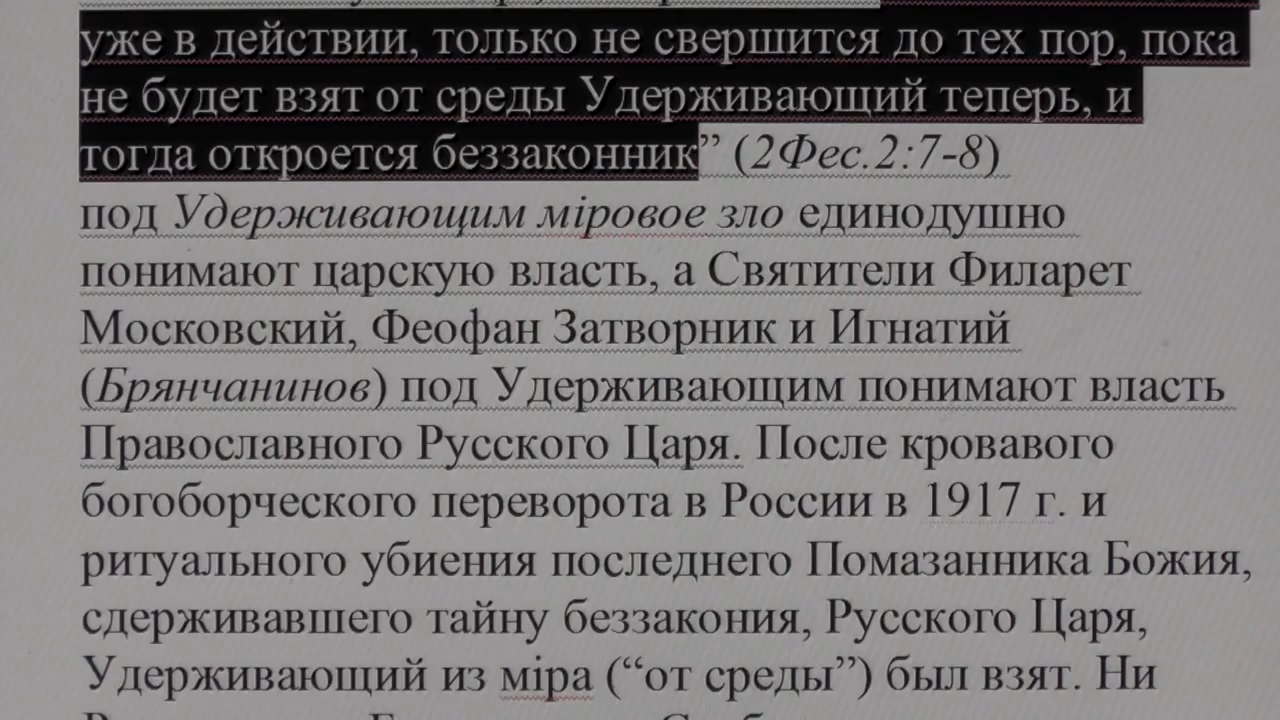 уже в действии, только не свершится до тех пор, пока
не будет взят от среды Удерживающий теперь, и
тогда откроется беззаконник” (2Фес.2:7-8)
под Удерживающим міровое зло единодушно
понимают царскую власть, а Святители Филарет
Московский, Феофан Затворник и Игнатий
(Брянчанинов) под Удерживающим понимают власть
Православного Русского Царя. После кровавого
богоборческого переворота в России в 1917 г. и
ритуального убиения последнего Помазанника Божия,
сдерживавшего тайну беззакония, Русского Царя,
Удерживающий из міра (“от среды”) был взят. Ни